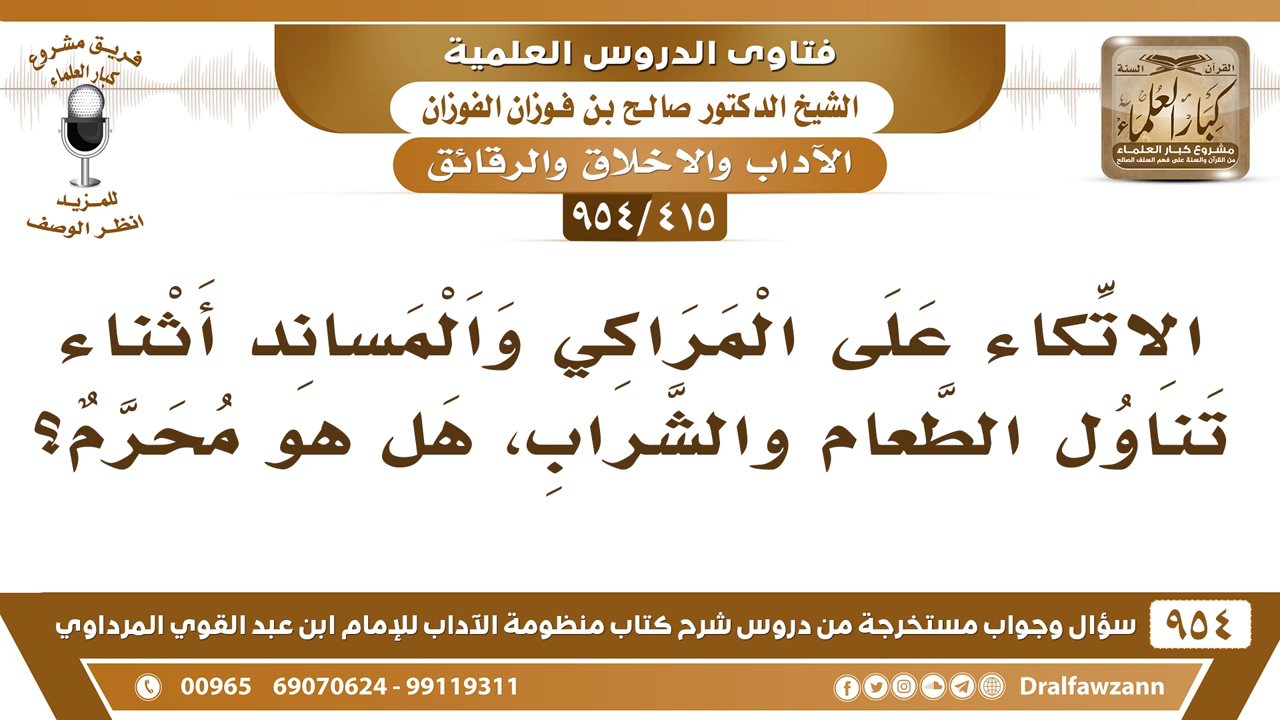 فريق مشروع
كبار العلماء
للمزيد
انظر الوصف
فتاوى الدروس العلمية
الشيخ الدكتور صالح بن فوزان الفوزان
الآداب والاخلاق والرقائق
٩٥٤/٤١٥
القرآن السنة
كبار العلماء
مشروع كبار العلماء
من القرآن والسنة على فهم السلف الصالح
الاتِّكاء عَلَى الْمَرَاكِي وَالْمَسانِد أَثْناء
تَنَاوُل الطَّعام والشَّرابِ، هَل هو مُحَرَّمٌ؟
٩٥٤ سؤال وجواب مستخرجة من دروس شرح كتاب منظومة الآداب للإمام ابن عبد القوي المرداوي
00965 69070624 - 99119311
Dralfawzann